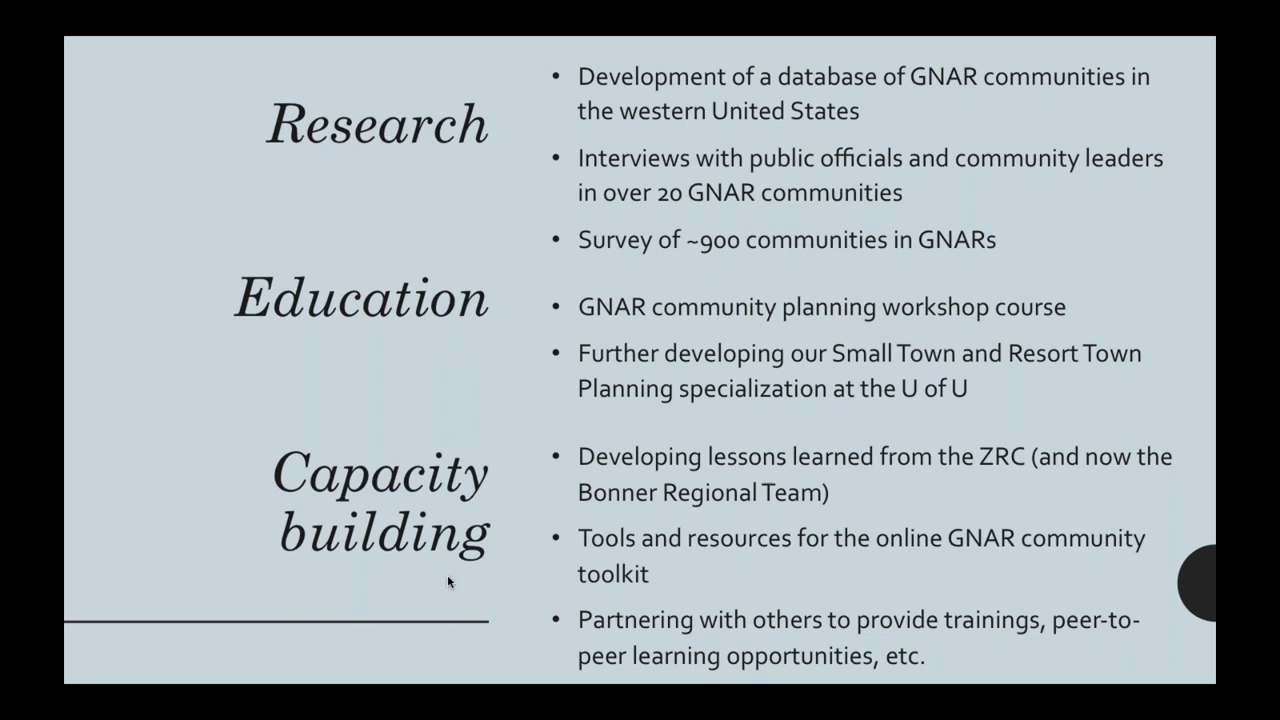 Research
• Development of a database of GNAR communities in
the western United States
• Interviews with public officials and community leaders
in over 20 GNAR communities
• Survey of ~900 communities in GNARs
Education
• GNAR community planning workshop course
• Further developing our Small Town and Resort Town
Planning specialization at the U of U
Capacity
building
• Developing lessons learned from the ZRC (and now the
Bonner Regional Team)
• Tools and resources for the online GNAR community
toolkit
• Partnering with others to provide trainings, peer-to-
peer learning opportunities, etc.